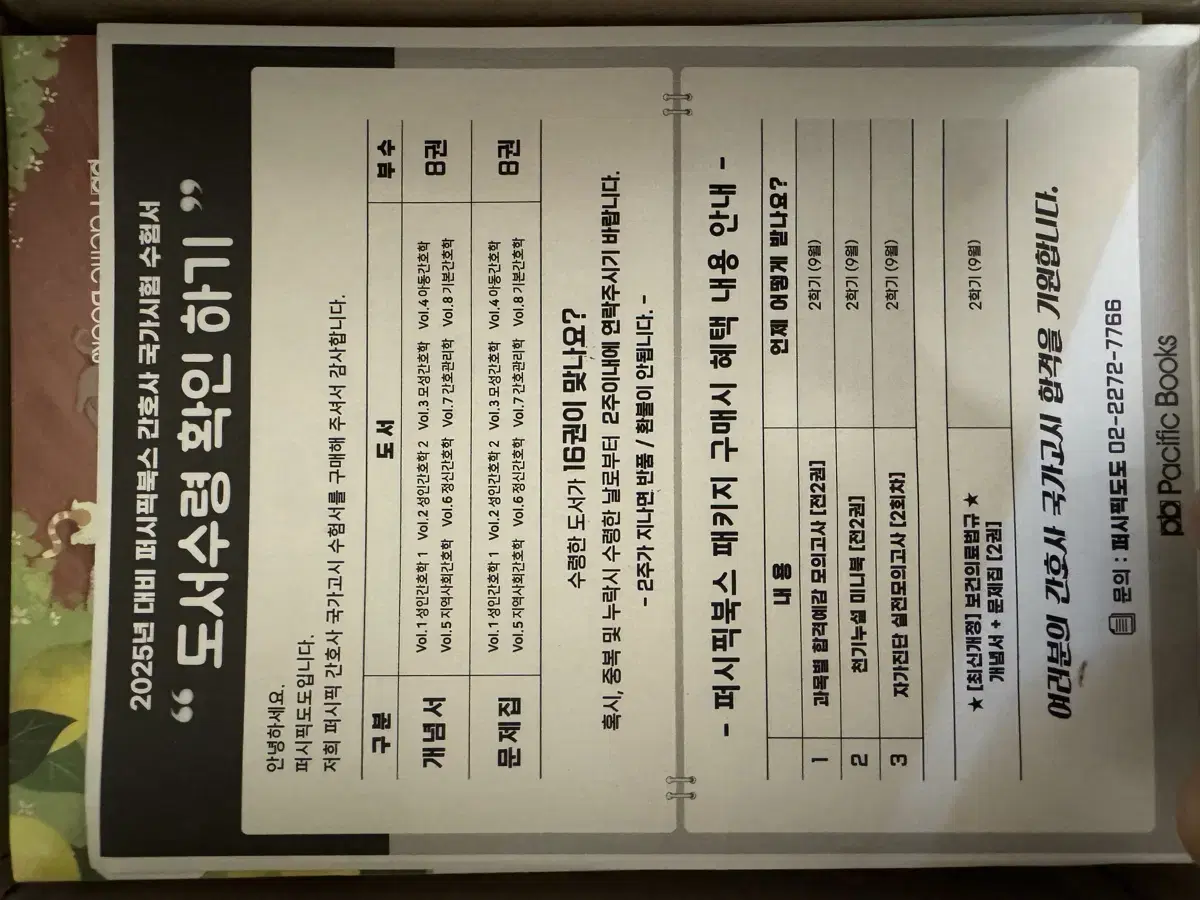 2025년 대비 퍼시픽북스 간호사 국가시험 수험서
“ 도서수령 확인 하기 ”
안녕하세요.
퍼시픽도도입니다.
저희 퍼시픽 간호사 국가고시 수험서를 구매해 주셔서 감사합니다.
구분 도서 부수
개념서 Vol.1 성인간호학 1 Vol.2 성인간호학 2 Vol.3 모성간호학 Vol.4 아동간호학 8권
Vol.5 지역사회간호학 Vol.6 정신간호학 Vol.7 간호관리학 Vol.8 기본간호학
문제집 Vol.1 성인간호학 1 Vol.2 성인간호학 2 Vol.3 모성간호학 Vol.4 아동간호학 8권
Vol.5 지역사회간호학 Vol.6 정신간호학 Vol.7 간호관리학 Vol.8 기본간호학
수령한 도서가 16권이 맞나요?
혹시, 중복 및 누락시 수령한 날로부터 2주이내에 연락주시기 바랍니다.
- 2주가 지나면 반품 / 환불이 안됩니다. -
- 퍼시픽북스 패키지 구매시 혜택 내용 안내 -
내 용 언제 어떻게 받나요?
1 과목별 합격예감 모의고사 [전2권] 2학기 (9월)
2 천기누설 미니북 [전2권] 2학기 (9월)
3 자가진단 실전모의고사 [2회차] 2학기 (9월)
★ [최신개정] 보건의료법규 ★ 2학기 (9월)
개념서 + 문제집 [2권]
여러분의 간호사 국가고시 합격을 기원합니다.
문의 : 퍼시픽도도 02-2272-7766
pb Pacific Books